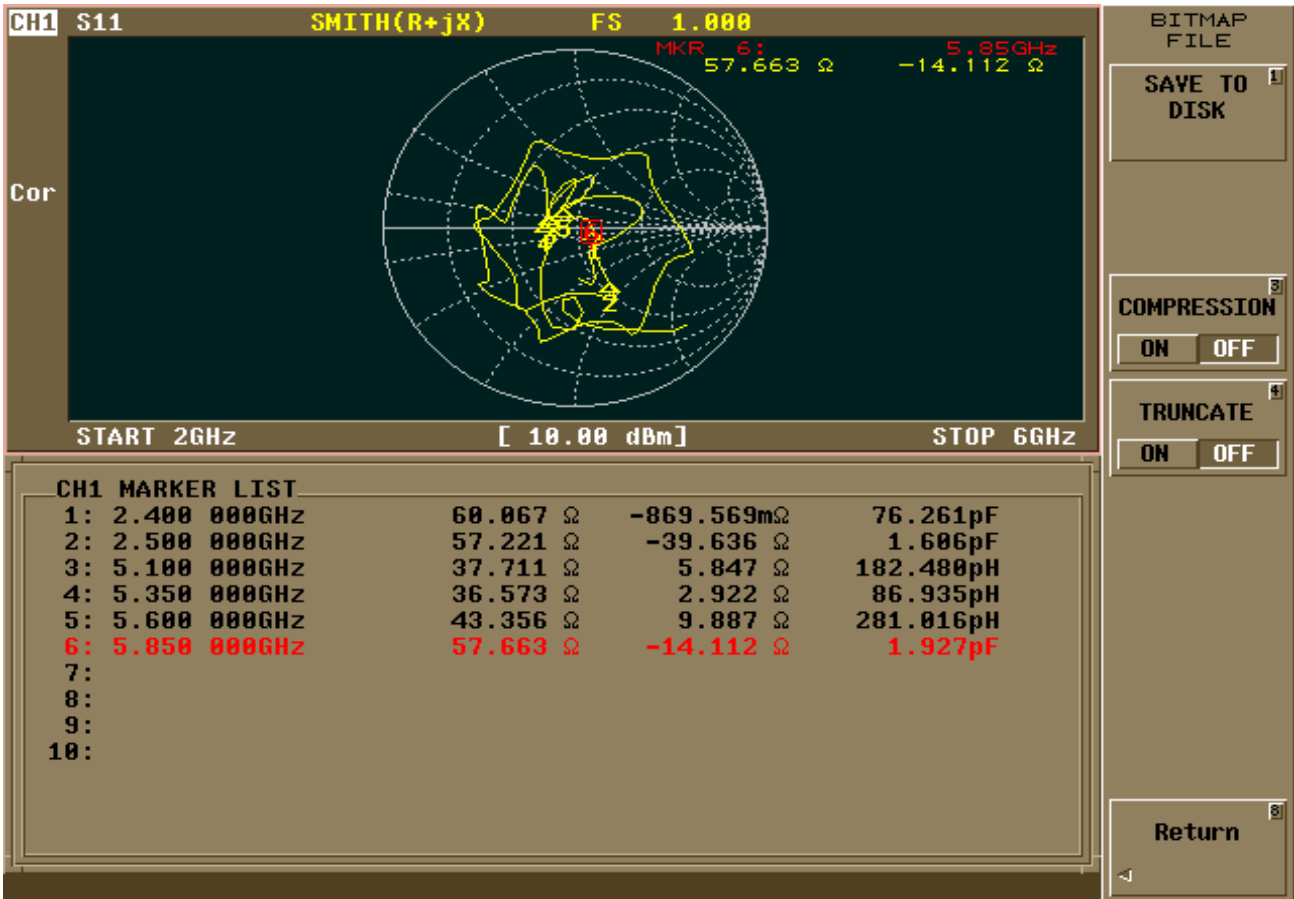 CH1 S11 SMITH(R+jX) FS 1.000
MKR 6: 5.85GHz
57.663 Ω -14.112 Ω
Cor
START 2GHz [ 10.00 dBm] STOP 6GHz
CH1 MARKER LIST
1: 2.400 000GHz 60.067 Ω -869.569mΩ 76.261pF
2: 2.500 000GHz 57.221 Ω -39.636 Ω 1.606pF
3: 5.100 000GHz 37.711 Ω 5.847 Ω 182.480pH
4: 5.350 000GHz 36.573 Ω 2.922 Ω 86.935pH
5: 5.600 000GHz 43.356 Ω 9.887 Ω 281.016pH
6: 5.850 000GHz 57.663 Ω -14.112 Ω 1.927pF
7:
8:
9:
10:
BITMAP
FILE
SAVE TO 1
DISK
3
COMPRESSION
ON OFF
4
TRUNCATE
ON OFF
8
Return